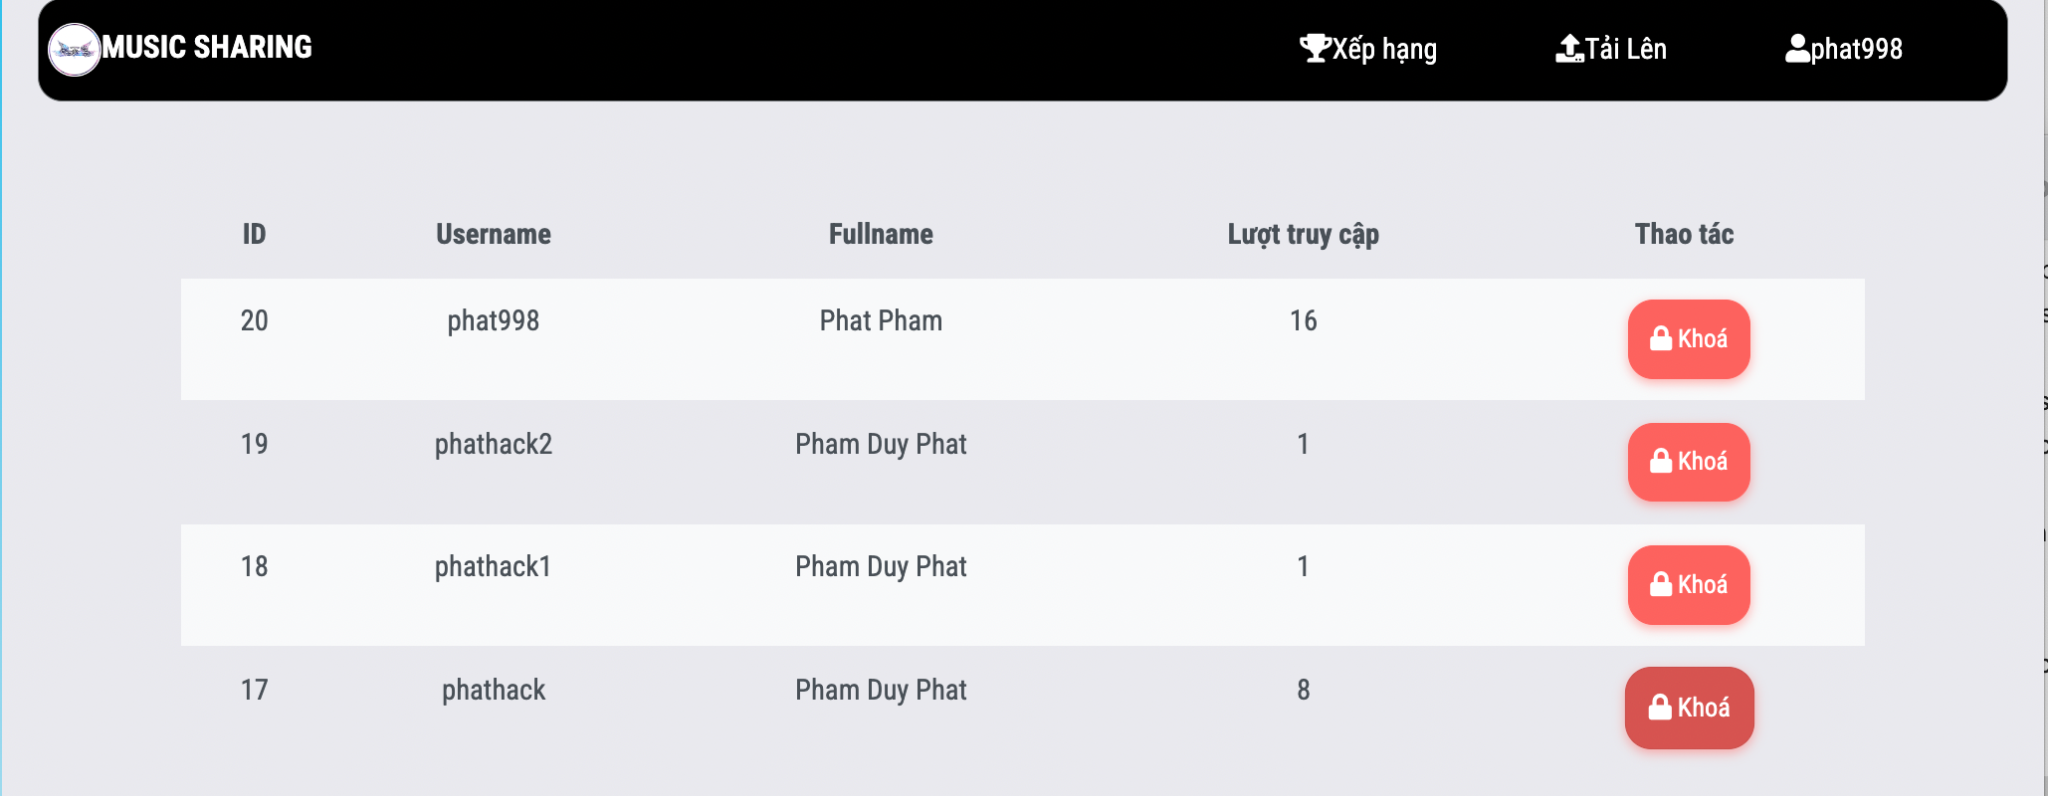 MUSIC SHARING Xếp hạng Tải Lên phat998
ID Username Fullname Lượt truy cập Thao tác
20 phat998 Phat Pham 16 Khoá
19 phathack2 Pham Duy Phat 1 Khoá
18 phathack1 Pham Duy Phat 1 Khoá
17 phathack Pham Duy Phat 8 Khoá